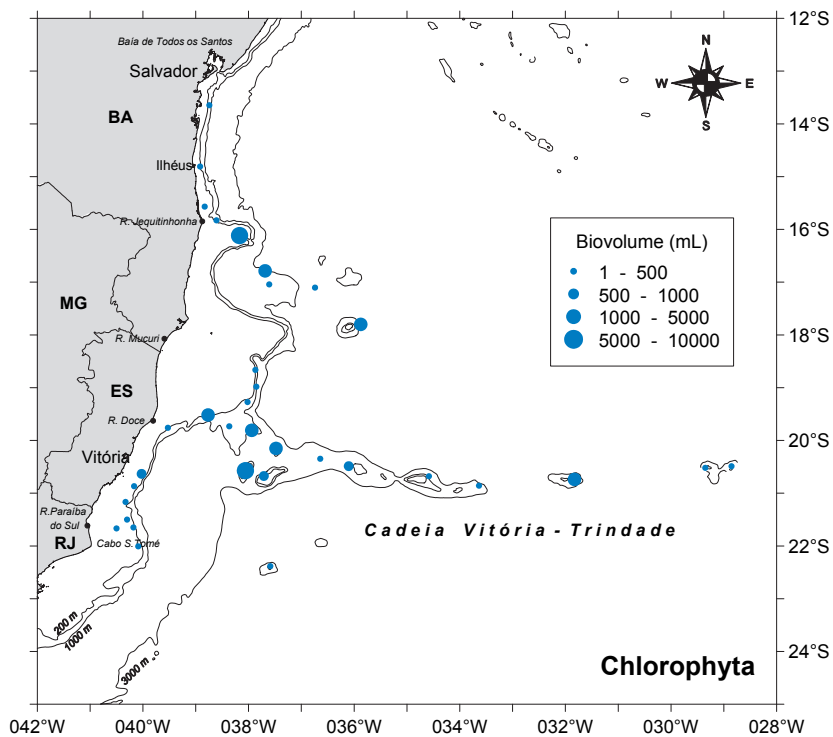 12°S
Baía de Todos os Santos
Salvador
N
W
E
S
BA
14°S
Ilhéus
R. Jequitinhonha
16°S
Biovolume (mL)
1 - 500
500 - 1000
1000 - 5000
5000 - 10000
MG
R. Mucuri
18°S
ES
R. Doce
Vitória
20°S
R.Paraíba
do Sul
RJ
Cabo S.Tomé
Cadeia Vitória - Trindade
22°S
200 m
1000 m
3000 m
Chlorophyta
24°S
042°W
040°W
038°W
036°W
034°W
032°W
030°W
028°W